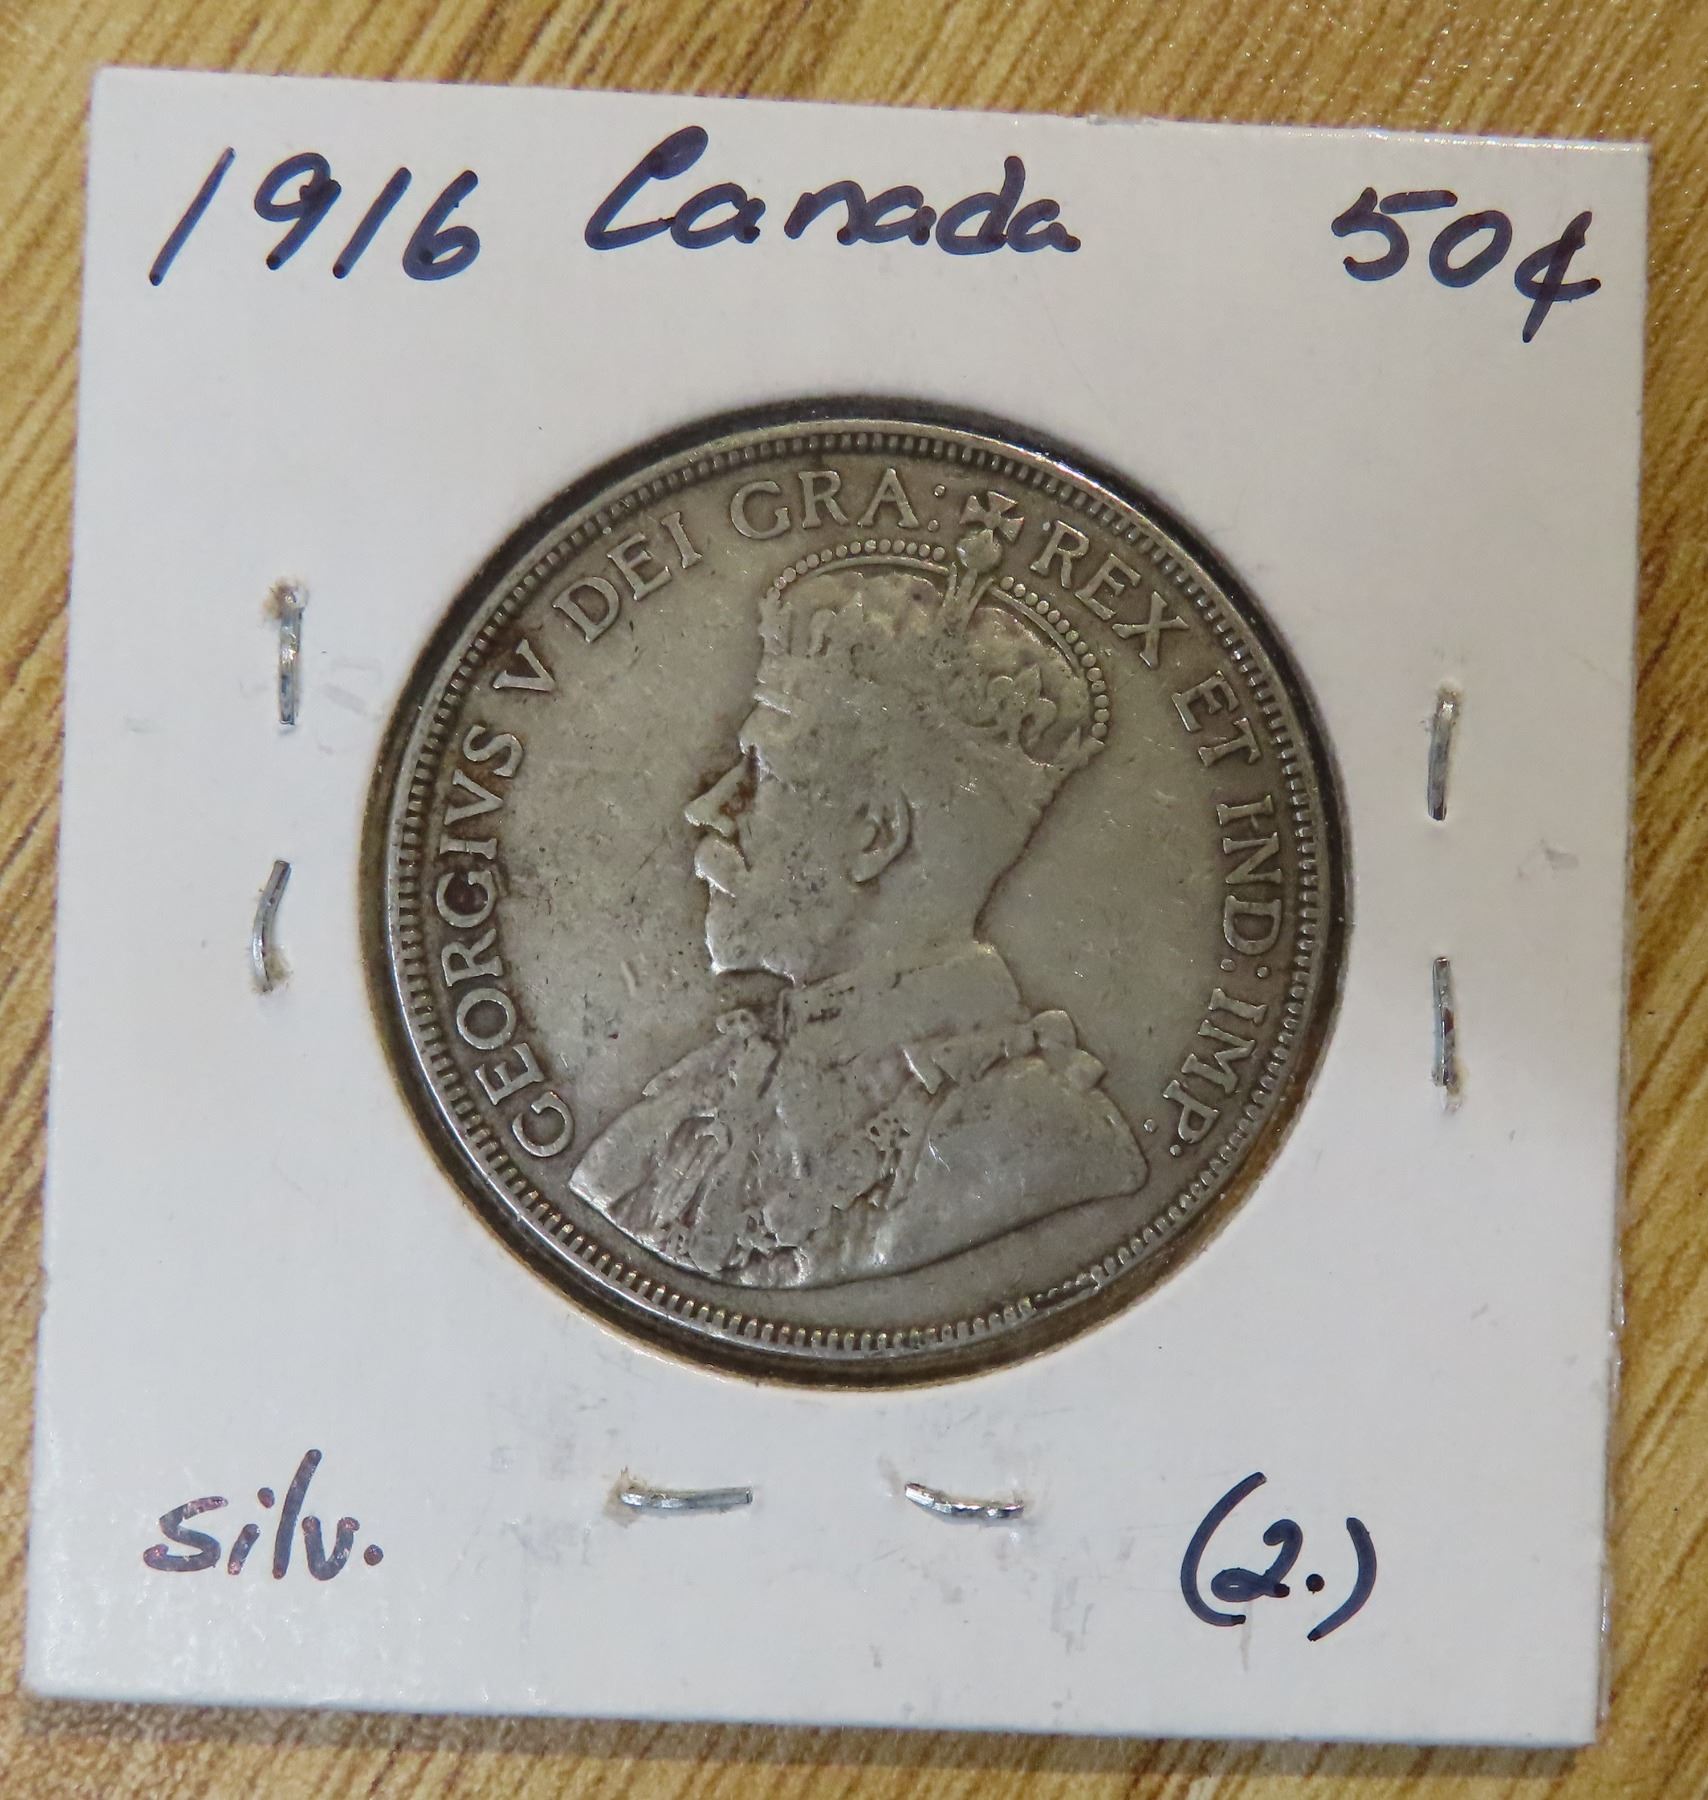 1916 Canada 50¢
GEORGIVS V DEI GRA: REX ET IND: IMP:
Silv. (2.)